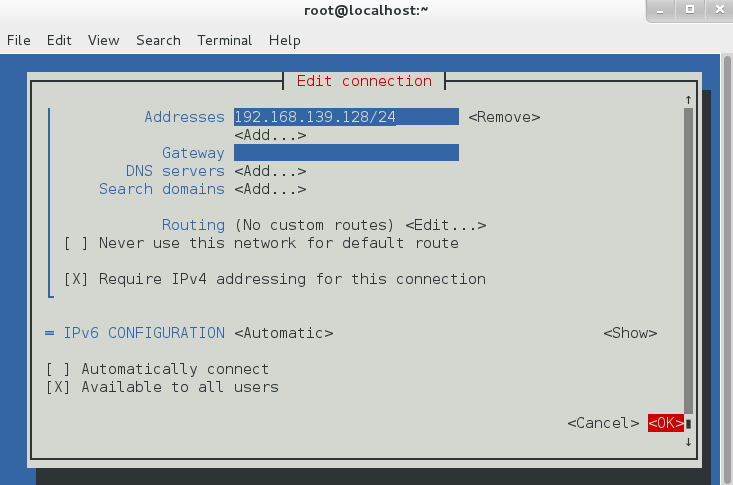 root@localhost:~
File Edit View Search Terminal Help
Edit connection
Addresses 192.168.139.128/24 <Remove>
<Add...>
Gateway
DNS servers <Add...>
Search domains <Add...>
Routing (No custom routes) <Edit...>
[ ] Never use this network for default route
[X] Require IPv4 addressing for this connection
= IPv6 CONFIGURATION <Automatic> <Show>
[ ] Automatically connect
[X] Available to all users
<Cancel> <OK>